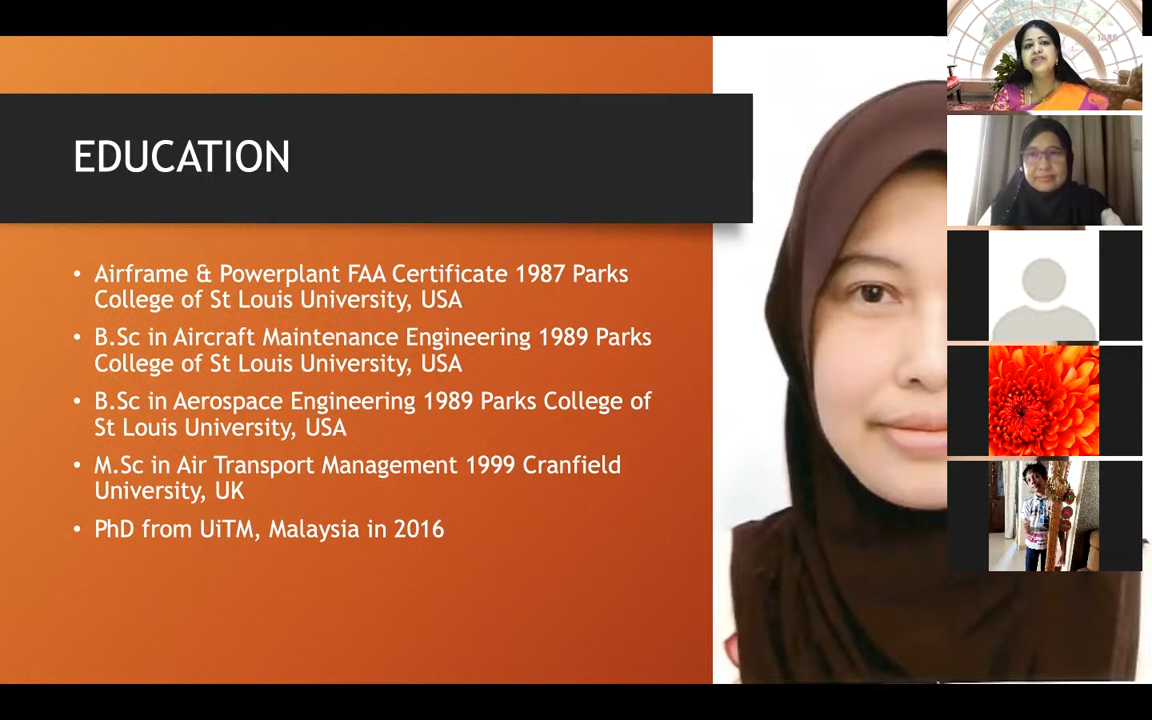 EDUCATION
• Airframe & Powerplant FAA Certificate 1987 Parks
College of St Louis University, USA
• B.Sc in Aircraft Maintenance Engineering 1989 Parks
College of St Louis University, USA
• B.Sc in Aerospace Engineering 1989 Parks College of
St Louis University, USA
• M.Sc in Air Transport Management 1999 Cranfield
University, UK
• PhD from UiTM, Malaysia in 2016